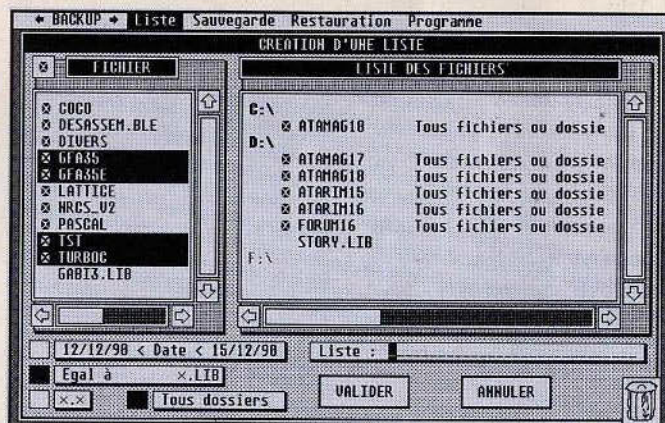 BACKUP Liste Sauvegarde Restauration Programme
CREATION D'UNE LISTE
FICHIER
LISTE DES FICHIERS
COCO
DESASSEM.BLE
DIVERS
GFA35
GFA35E
LATTICE
NRCS_V2
PASCAL
TST
TURBOC
GABI3.LIB
C:\
ATAMAG18 Tous fichiers ou dossie
D:\
ATAMAG17 Tous fichiers ou dossie
ATAMAG18 Tous fichiers ou dossie
ATARIM15 Tous fichiers ou dossie
ATARIM16 Tous fichiers ou dossie
FORUM16 Tous fichiers ou dossie
STORY.LIB
F:\
12/12/90 < Date < 15/12/90
Liste :
Egal à ×.LIB
×.×
Tous dossiers
VALIDER
ANNULER